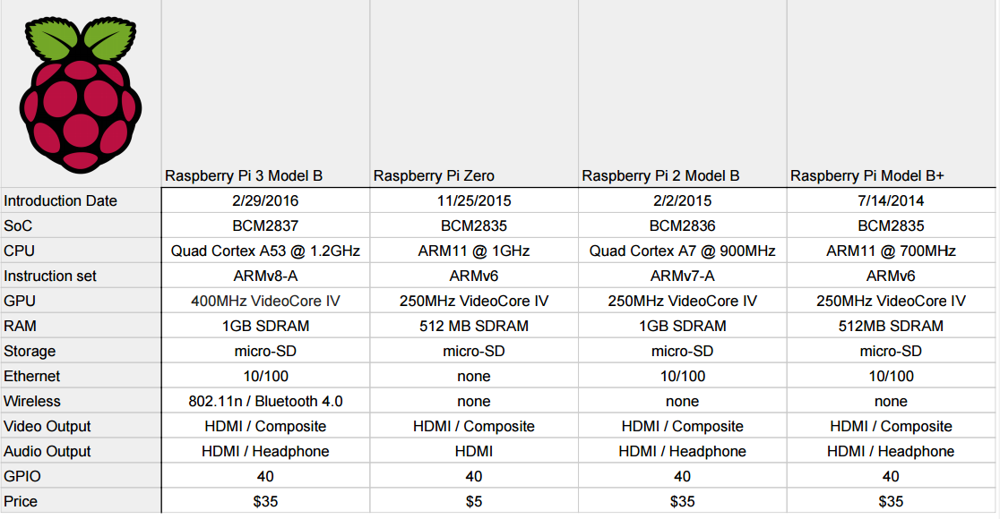 Raspberry Pi 3 Model B Raspberry Pi Zero Raspberry Pi 2 Model B Raspberry Pi Model B+
Introduction Date 2/29/2016 11/25/2015 2/2/2015 7/14/2014
SoC BCM2837 BCM2835 BCM2836 BCM2835
CPU Quad Cortex A53 @ 1.2GHz ARM11 @ 1GHz Quad Cortex A7 @ 900MHz ARM11 @ 700MHz
Instruction set ARMv8-A ARMv6 ARMv7-A ARMv6
GPU 400MHz VideoCore IV 250MHz VideoCore IV 250MHz VideoCore IV 250MHz VideoCore IV
RAM 1GB SDRAM 512 MB SDRAM 1GB SDRAM 512MB SDRAM
Storage micro-SD micro-SD micro-SD micro-SD
Ethernet 10/100 none 10/100 10/100
Wireless 802.11n / Bluetooth 4.0 none none none
Video Output HDMI / Composite HDMI / Composite HDMI / Composite HDMI / Composite
Audio Output HDMI / Headphone HDMI HDMI / Headphone HDMI / Headphone
GPIO 40 40 40 40
Price $35 $5 $35 $35